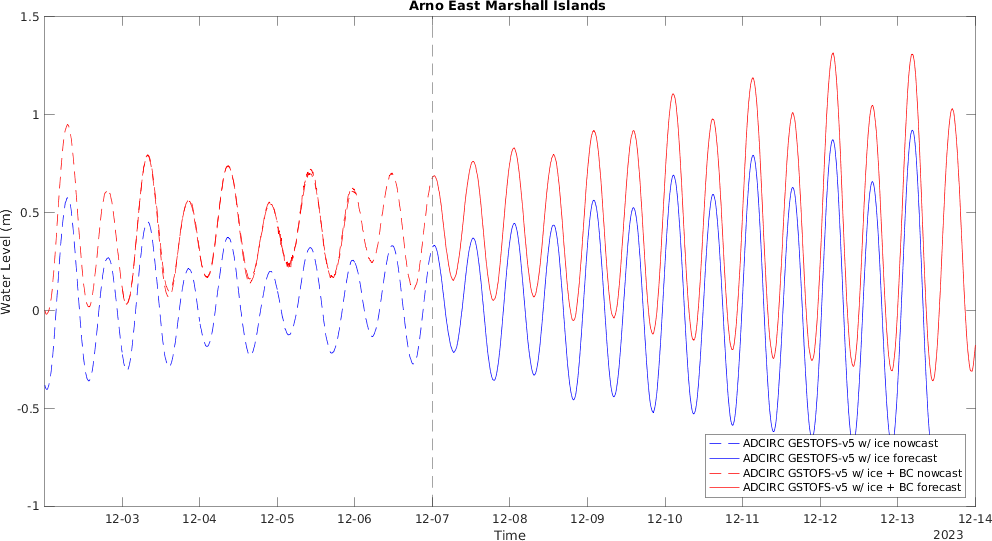 Arno East Marshall Islands
1.5
1
0.5
0
-0.5
-1
Water Level (m)
ADCIRC GESTOFS-v5 w/ ice nowcast
ADCIRC GESTOFS-v5 w/ ice forecast
ADCIRC GSTOFS-v5 w/ ice + BC nowcast
ADCIRC GSTOFS-v5 w/ ice + BC forecast
12-03 12-04 12-05 12-06 12-07 12-08 12-09 12-10 12-11 12-12 12-13 12-14
Time
2023